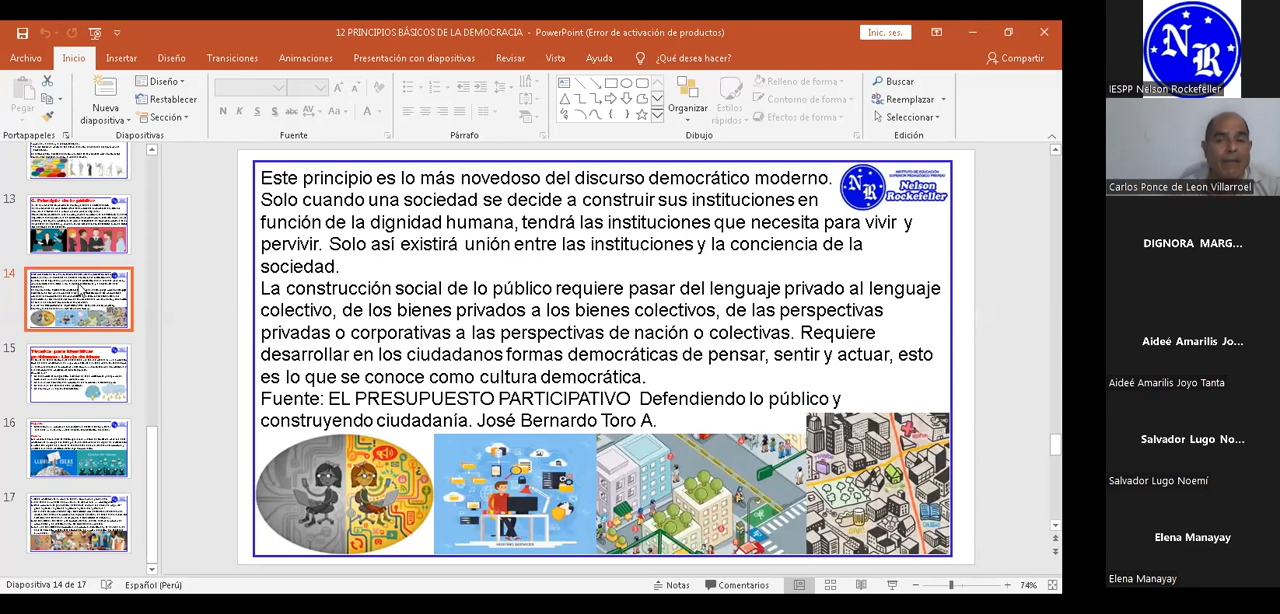 12 PRINCIPIOS BÁSICOS DE LA DEMOCRACIA - PowerPoint (Error de activación de productos)
Inic. ses.
Archivo
Inicio
Insertar
Diseño
Transiciones
Animaciones
Presentación con diapositivas
Revisar
Vista
Ayuda
¿Qué desea hacer?
Compartir
Pegar
Nueva
diapositiva
Diseño
Restablecer
Sección
N K S S abc AV Aa A
Organizar
Estilos
rápidos
Relleno de forma
Contorno de forma
Efectos de forma
Buscar
Reemplazar
Seleccionar
Portapapeles
Diapositivas
Fuente
Párrafo
Dibujo
Edición
13
14
15
16
17
Este principio es lo más novedoso del discurso democrático moderno.
Solo cuando una sociedad se decide a construir sus instituciones en
función de la dignidad humana, tendrá las instituciones que necesita para vivir y
pervivir. Solo así existirá unión entre las instituciones y la conciencia de la
sociedad.
La construcción social de lo público requiere pasar del lenguaje privado al lenguaje
colectivo, de los bienes privados a los bienes colectivos, de las perspectivas
privadas o corporativas a las perspectivas de nación o colectivas. Requiere
desarrollar en los ciudadanos formas democráticas de pensar, sentir y actuar, esto
es lo que se conoce como cultura democrática.
Fuente: EL PRESUPUESTO PARTICIPATIVO Defendiendo lo público y
construyendo ciudadanía. José Bernardo Toro A.
NR
Nelson
Rockefeller
Diapositiva 14 de 17
Español (Perú)
Notas
Comentarios
74%
NR
IESPP Nelson Rockeféller
Carlos Ponce de Leon Villarroel
DIGNORA MARG...
Aideé Amarilis Jo...
Aideé Amarilis Joyo Tanta
Salvador Lugo No...
Salvador Lugo Noemí
Elena Manayay
Elena Manayay